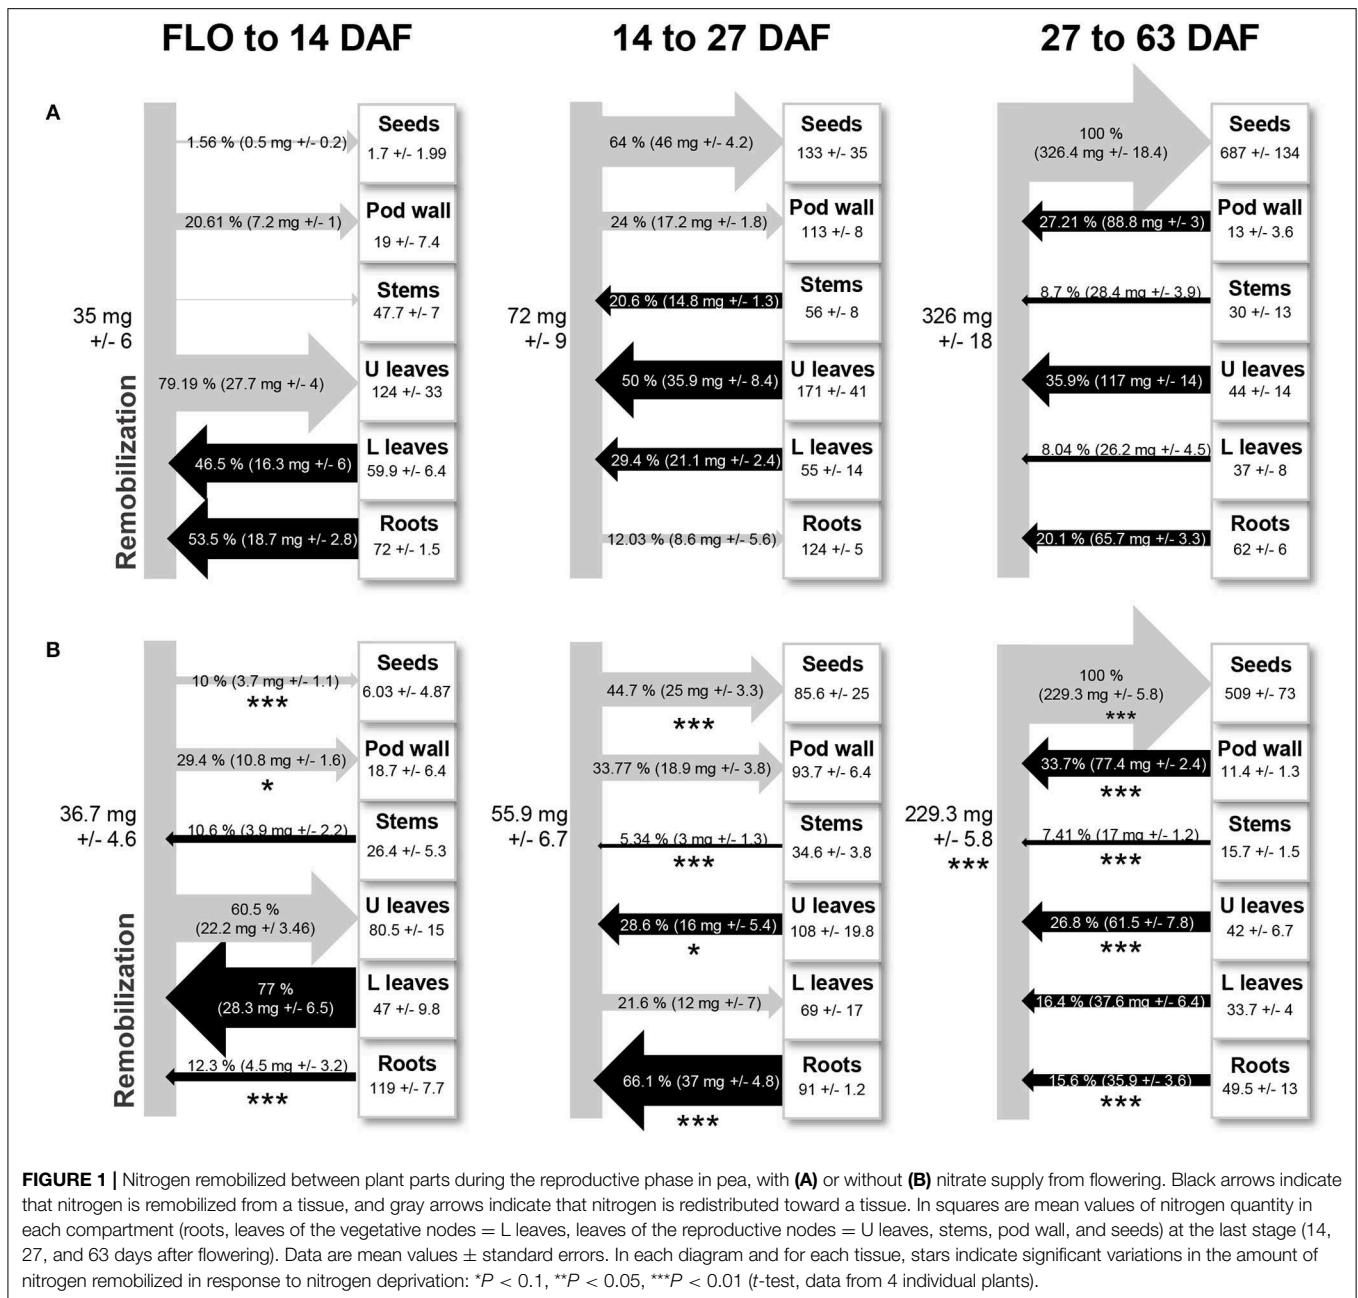 FLO to 14 DAF
14 to 27 DAF
27 to 63 DAF
A
Remobilization
35 mg
+/- 6
1.56 % (0.5 mg +/- 0.2)
Seeds
1.7 +/- 1.99
20.61 % (7.2 mg +/- 1)
Pod wall
19 +/- 7.4
Stems
47.7 +/- 7
79.19 % (27.7 mg +/- 4)
U leaves
124 +/- 33
46.5 % (16.3 mg +/- 6)
L leaves
59.9 +/- 6.4
53.5 % (18.7 mg +/- 2.8)
Roots
72 +/- 1.5
72 mg
+/- 9
64 % (46 mg +/- 4.2)
Seeds
133 +/- 35
24 % (17.2 mg +/- 1.8)
Pod wall
113 +/- 8
20.6 % (14.8 mg +/- 1.3)
Stems
56 +/- 8
50 % (35.9 mg +/- 8.4)
U leaves
171 +/- 41
29.4 % (21.1 mg +/- 2.4)
L leaves
55 +/- 14
12.03 % (8.6 mg +/- 5.6)
Roots
124 +/- 5
326 mg
+/- 18
100 %
(326.4 mg +/- 18.4)
Seeds
687 +/- 134
27.21 % (88.8 mg +/- 3)
Pod wall
13 +/- 3.6
8.7 % (28.4 mg +/- 3.9)
Stems
30 +/- 13
35.9% (117 mg +/- 14)
U leaves
44 +/- 14
8.04 % (26.2 mg +/- 4.5)
L leaves
37 +/- 8
20.1 % (65.7 mg +/- 3.3)
Roots
62 +/- 6
B
Remobilization
36.7 mg
+/- 4.6
10 % (3.7 mg +/- 1.1)
***
Seeds
6.03 +/- 4.87
29.4 % (10.8 mg +/- 1.6)
*
Pod wall
18.7 +/- 6.4
10.6 % (3.9 mg +/- 2.2)
Stems
26.4 +/- 5.3
60.5 %
(22.2 mg +/ 3.46)
U leaves
80.5 +/- 15
77 %
(28.3 mg +/- 6.5)
L leaves
47 +/- 9.8
12.3 % (4.5 mg +/- 3.2)
***
Roots
119 +/- 7.7
55.9 mg
+/- 6.7
44.7 % (25 mg +/- 3.3)
***
Seeds
85.6 +/- 25
33.77 % (18.9 mg +/- 3.8)
Pod wall
93.7 +/- 6.4
5.34 % (3 mg +/- 1.3)
***
Stems
34.6 +/- 3.8
28.6 % (16 mg +/- 5.4)
*
U leaves
108 +/- 19.8
21.6 % (12 mg +/- 7)
L leaves
69 +/- 17
66.1 % (37 mg +/- 4.8)
***
Roots
91 +/- 1.2
229.3 mg
+/- 5.8
***
100 %
(229.3 mg +/- 5.8)
***
Seeds
509 +/- 73
33.7% (77.4 mg +/- 2.4)
***
Pod wall
11.4 +/- 1.3
7.41 % (17 mg +/- 1.2)
***
Stems
15.7 +/- 1.5
26.8 % (61.5 +/- 7.8)
***
U leaves
42 +/- 6.7
16.4 % (37.6 mg +/- 6.4)
L leaves
33.7 +/- 4
15.6 % (35.9 +/- 3.6)
***
Roots
49.5 +/- 13
FIGURE 1 | Nitrogen remobilized between plant parts during the reproductive phase in pea, with (A) or without (B) nitrate supply from flowering. Black arrows indicate
that nitrogen is remobilized from a tissue, and gray arrows indicate that nitrogen is redistributed toward a tissue. In squares are mean values of nitrogen quantity in
each compartment (roots, leaves of the vegetative nodes = L leaves, leaves of the reproductive nodes = U leaves, stems, pod wall, and seeds) at the last stage (14,
27, and 63 days after flowering). Data are mean values ± standard errors. In each diagram and for each tissue, stars indicate significant variations in the amount of
nitrogen remobilized in response to nitrogen deprivation: *P < 0.1, **P < 0.05, ***P < 0.01 (t-test, data from 4 individual plants).